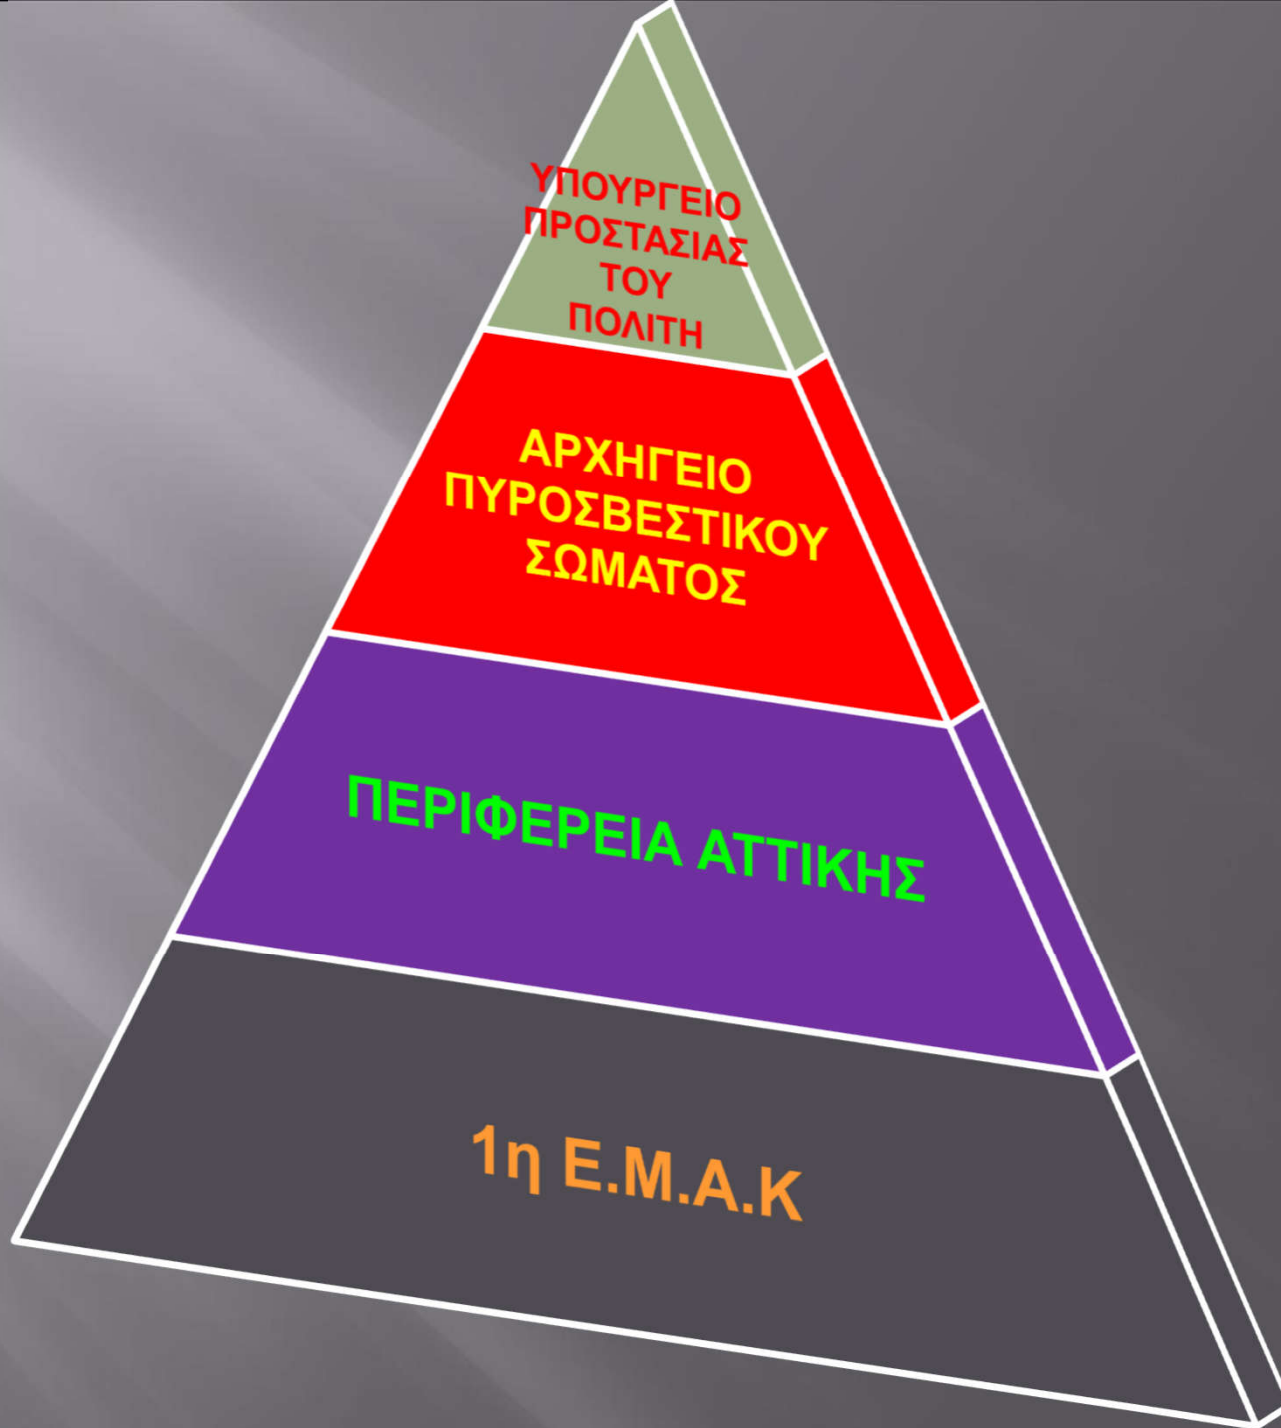 ΥΠΟΥΡΓΕΙΟ
ΠΡΟΣΤΑΣΙΑΣ
ΤΟΥ
ΠΟΛΙΤΗ
ΑΡΧΗΓΕΙΟ
ΠΥΡΟΣΒΕΣΤΙΚΟΥ
ΣΩΜΑΤΟΣ
ΠΕΡΙΦΕΡΕΙΑ ΑΤΤΙΚΗΣ
1η Ε.Μ.Α.Κ